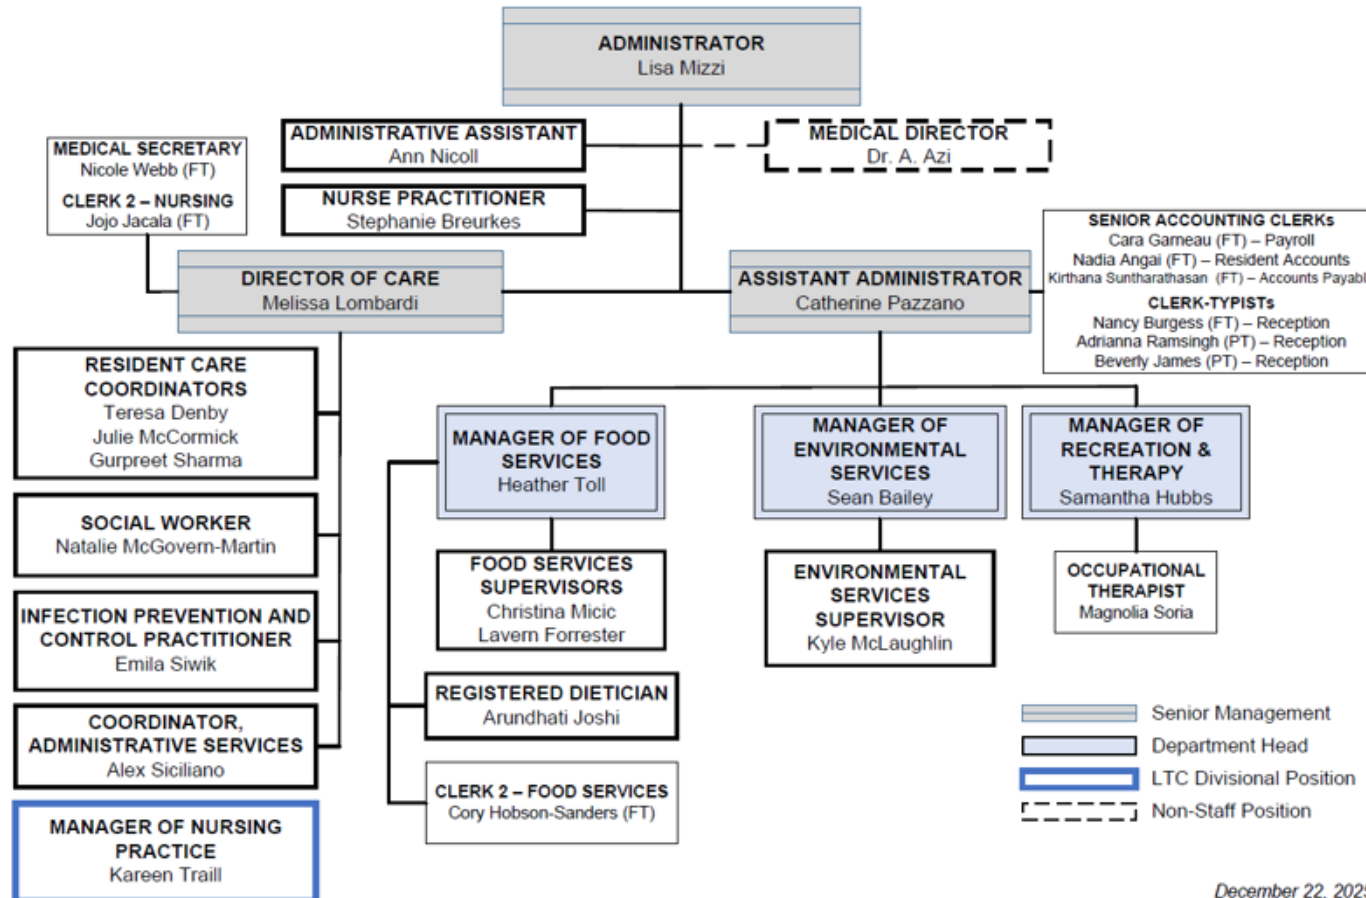 ADMINISTRATOR
Lisa Mizzi
ADMINISTRATIVE ASSISTANT
Ann Nicoll
MEDICAL DIRECTOR
Dr. A. Azi
MEDICAL SECRETARY
Nicole Webb (FT)
CLERK 2 – NURSING
Jojo Jacala (FT)
NURSE PRACTITIONER
Stephanie Breurkes
SENIOR ACCOUNTING CLERKs
Cara Garneau (FT) – Payroll
Nadia Angai (FT) – Resident Accounts
Kirthana Suntharathasan (FT) – Accounts Payabl
CLERK-TYPISTs
Nancy Burgess (FT) – Reception
Adrianna Ramsingh (PT) – Reception
Beverly James (PT) – Reception
DIRECTOR OF CARE
Melissa Lombardi
ASSISTANT ADMINISTRATOR
Catherine Pazzano
RESIDENT CARE
COORDINATORS
Teresa Denby
Julie McCormick
Gurpreet Sharma
SOCIAL WORKER
Natalie McGovern-Martin
INFECTION PREVENTION AND
CONTROL PRACTITIONER
Emila Siwik
COORDINATOR,
ADMINISTRATIVE SERVICES
Alex Siciliano
MANAGER OF NURSING
PRACTICE
Kareen Traill
MANAGER OF FOOD
SERVICES
Heather Toll
FOOD SERVICES
SUPERVISORS
Christina Micic
Lavern Forrester
REGISTERED DIETICIAN
Arundhati Joshi
CLERK 2 – FOOD SERVICES
Cory Hobson-Sanders (FT)
MANAGER OF
ENVIRONMENTAL
SERVICES
Sean Bailey
ENVIRONMENTAL
SERVICES
SUPERVISOR
Kyle McLaughlin
MANAGER OF
RECREATION &
THERAPY
Samantha Hubbs
OCCUPATIONAL
THERAPIST
Magnolia Soria
Senior Management
Department Head
LTC Divisional Position
Non-Staff Position
December 22, 2025